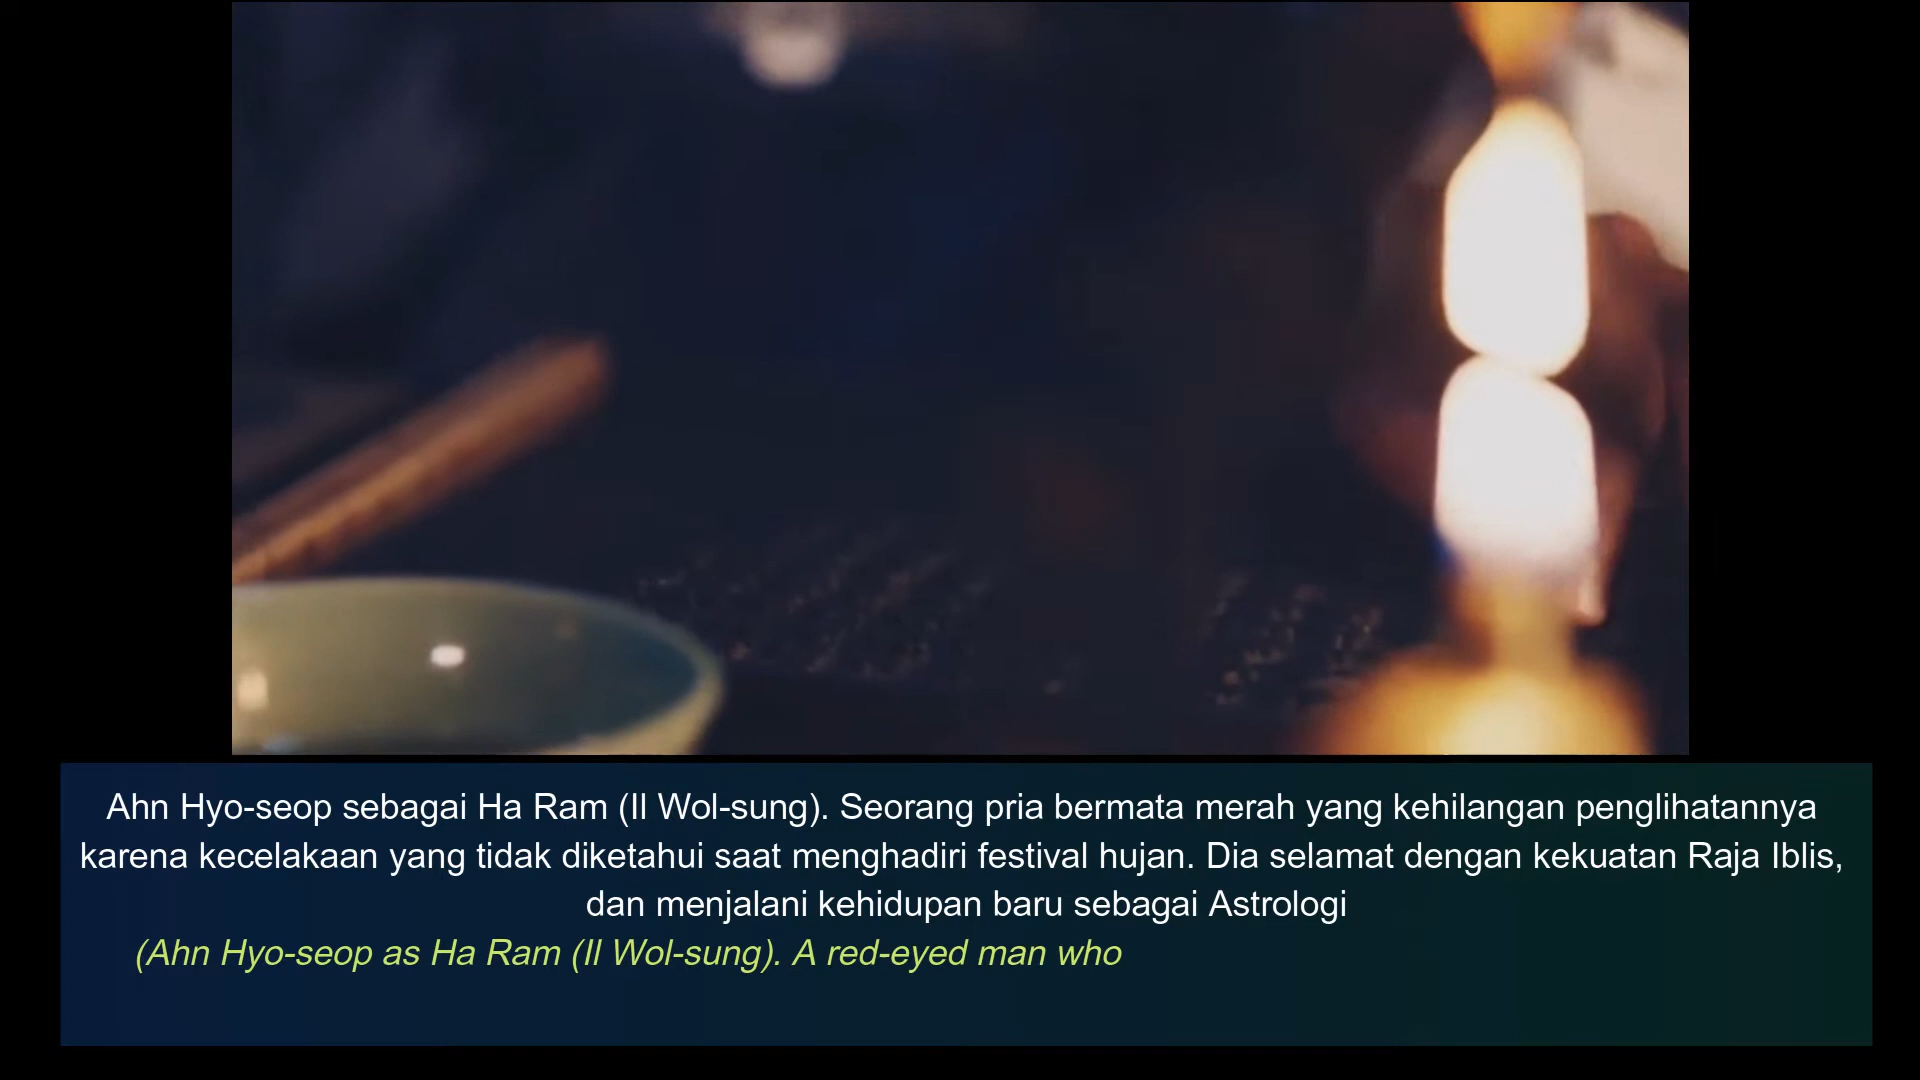 Ahn Hyo-seop sebagai Ha Ram (Il Wol-sung). Seorang pria bermata merah yang kehilangan penglihatannya
karena kecelakaan yang tidak diketahui saat menghadiri festival hujan. Dia selamat dengan kekuatan Raja Iblis,
dan menjalani kehidupan baru sebagai Astrologi
(Ahn Hyo-seop as Ha Ram (Il Wol-sung). A red-eyed man who